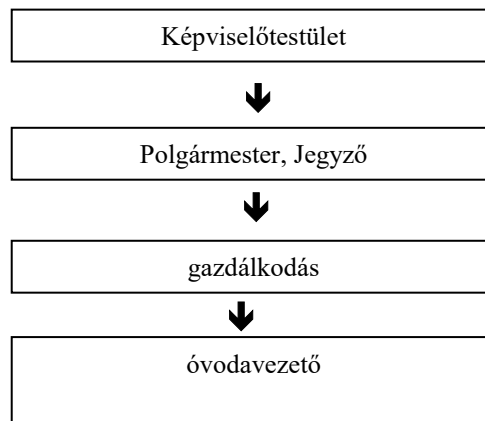 Képviselőtestület
Polgármester, Jegyző
gazdálkodás
óvodavezető